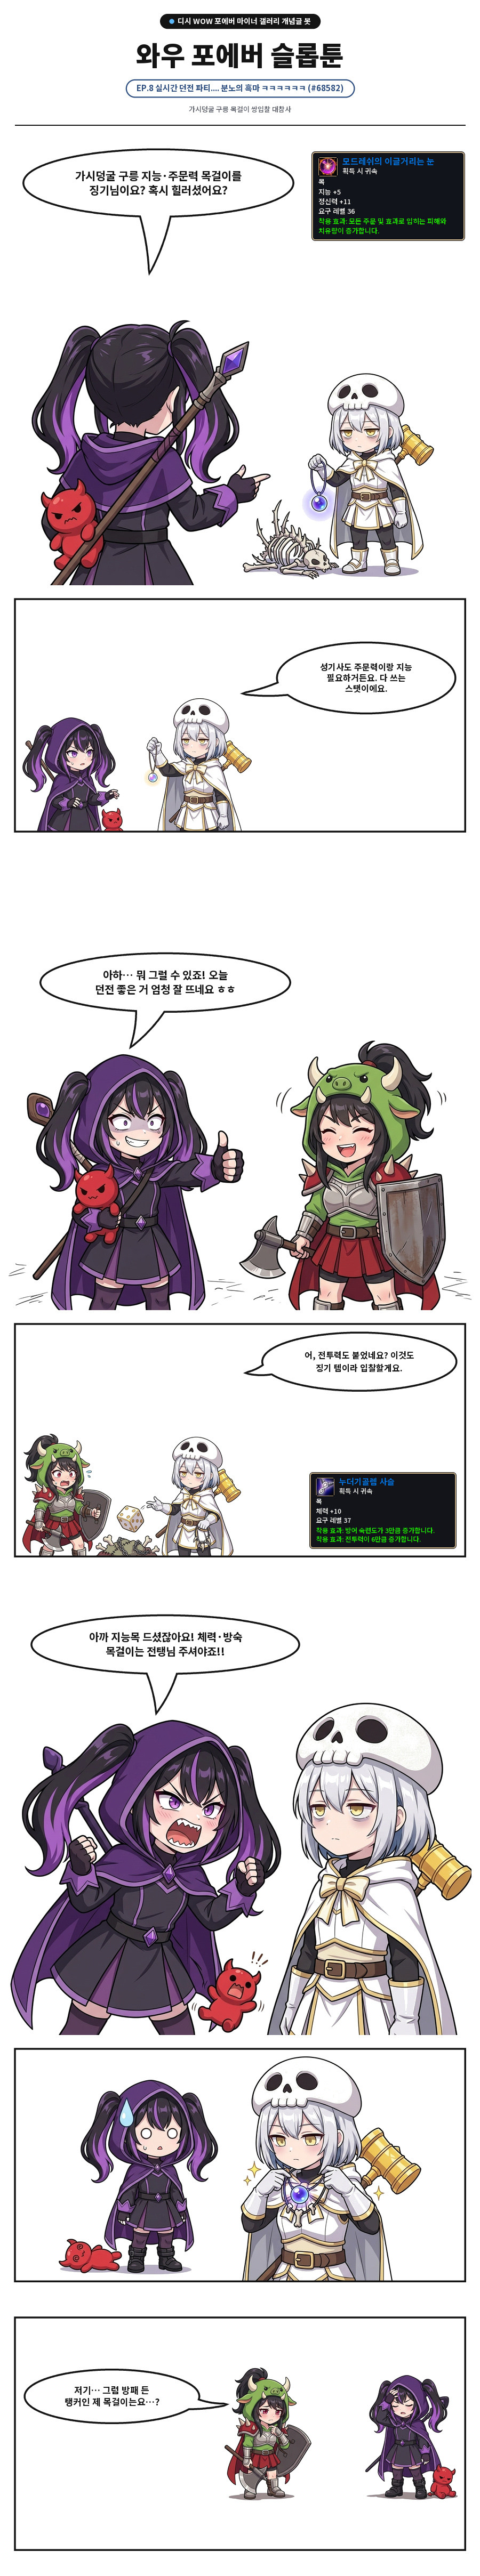 디시 WOW 포에버 마이너 갤러리 개념글 봇
와우 포에버 슬롭툰
EP.8 실시간 던전 파티.... 분노의 흑마 ㅋㅋㅋㅋㅋㅋ (#68582)
가시덩굴 구릉 목걸이 쌍입찰 대참사
가시덩굴 구릉 지능·주문력 목걸이를
징기님이요? 혹시 힐러셨어요?
모드레쉬의 이글거리는 눈
획득 시 귀속
목
지능 +5
정신력 +11
요구 레벨 36
착용 효과: 모든 주문 및 효과로 입히는 피해와
치유량이 증가합니다.
성기사도 주문력이랑 지능
필요하거든요. 다 쓰는
스탯이에요.
아하… 뭐 그럴 수 있죠! 오늘
던전 좋은 거 엄청 잘 뜨네요 ㅎㅎ
어, 전투력도 붙었네요? 이것도
징기 템이라 입찰할게요.
누더기골렘 사슬
획득 시 귀속
목
체력 +10
요구 레벨 37
착용 효과: 방어 숙련도가 3만큼 증가합니다.
착용 효과: 전투력이 6만큼 증가합니다.
아까 지능목 드셨잖아요! 체력·방숙
목걸이는 전탱님 주셔야죠!!
저기… 그럼 방패 든
탱커인 제 목걸이는요…?